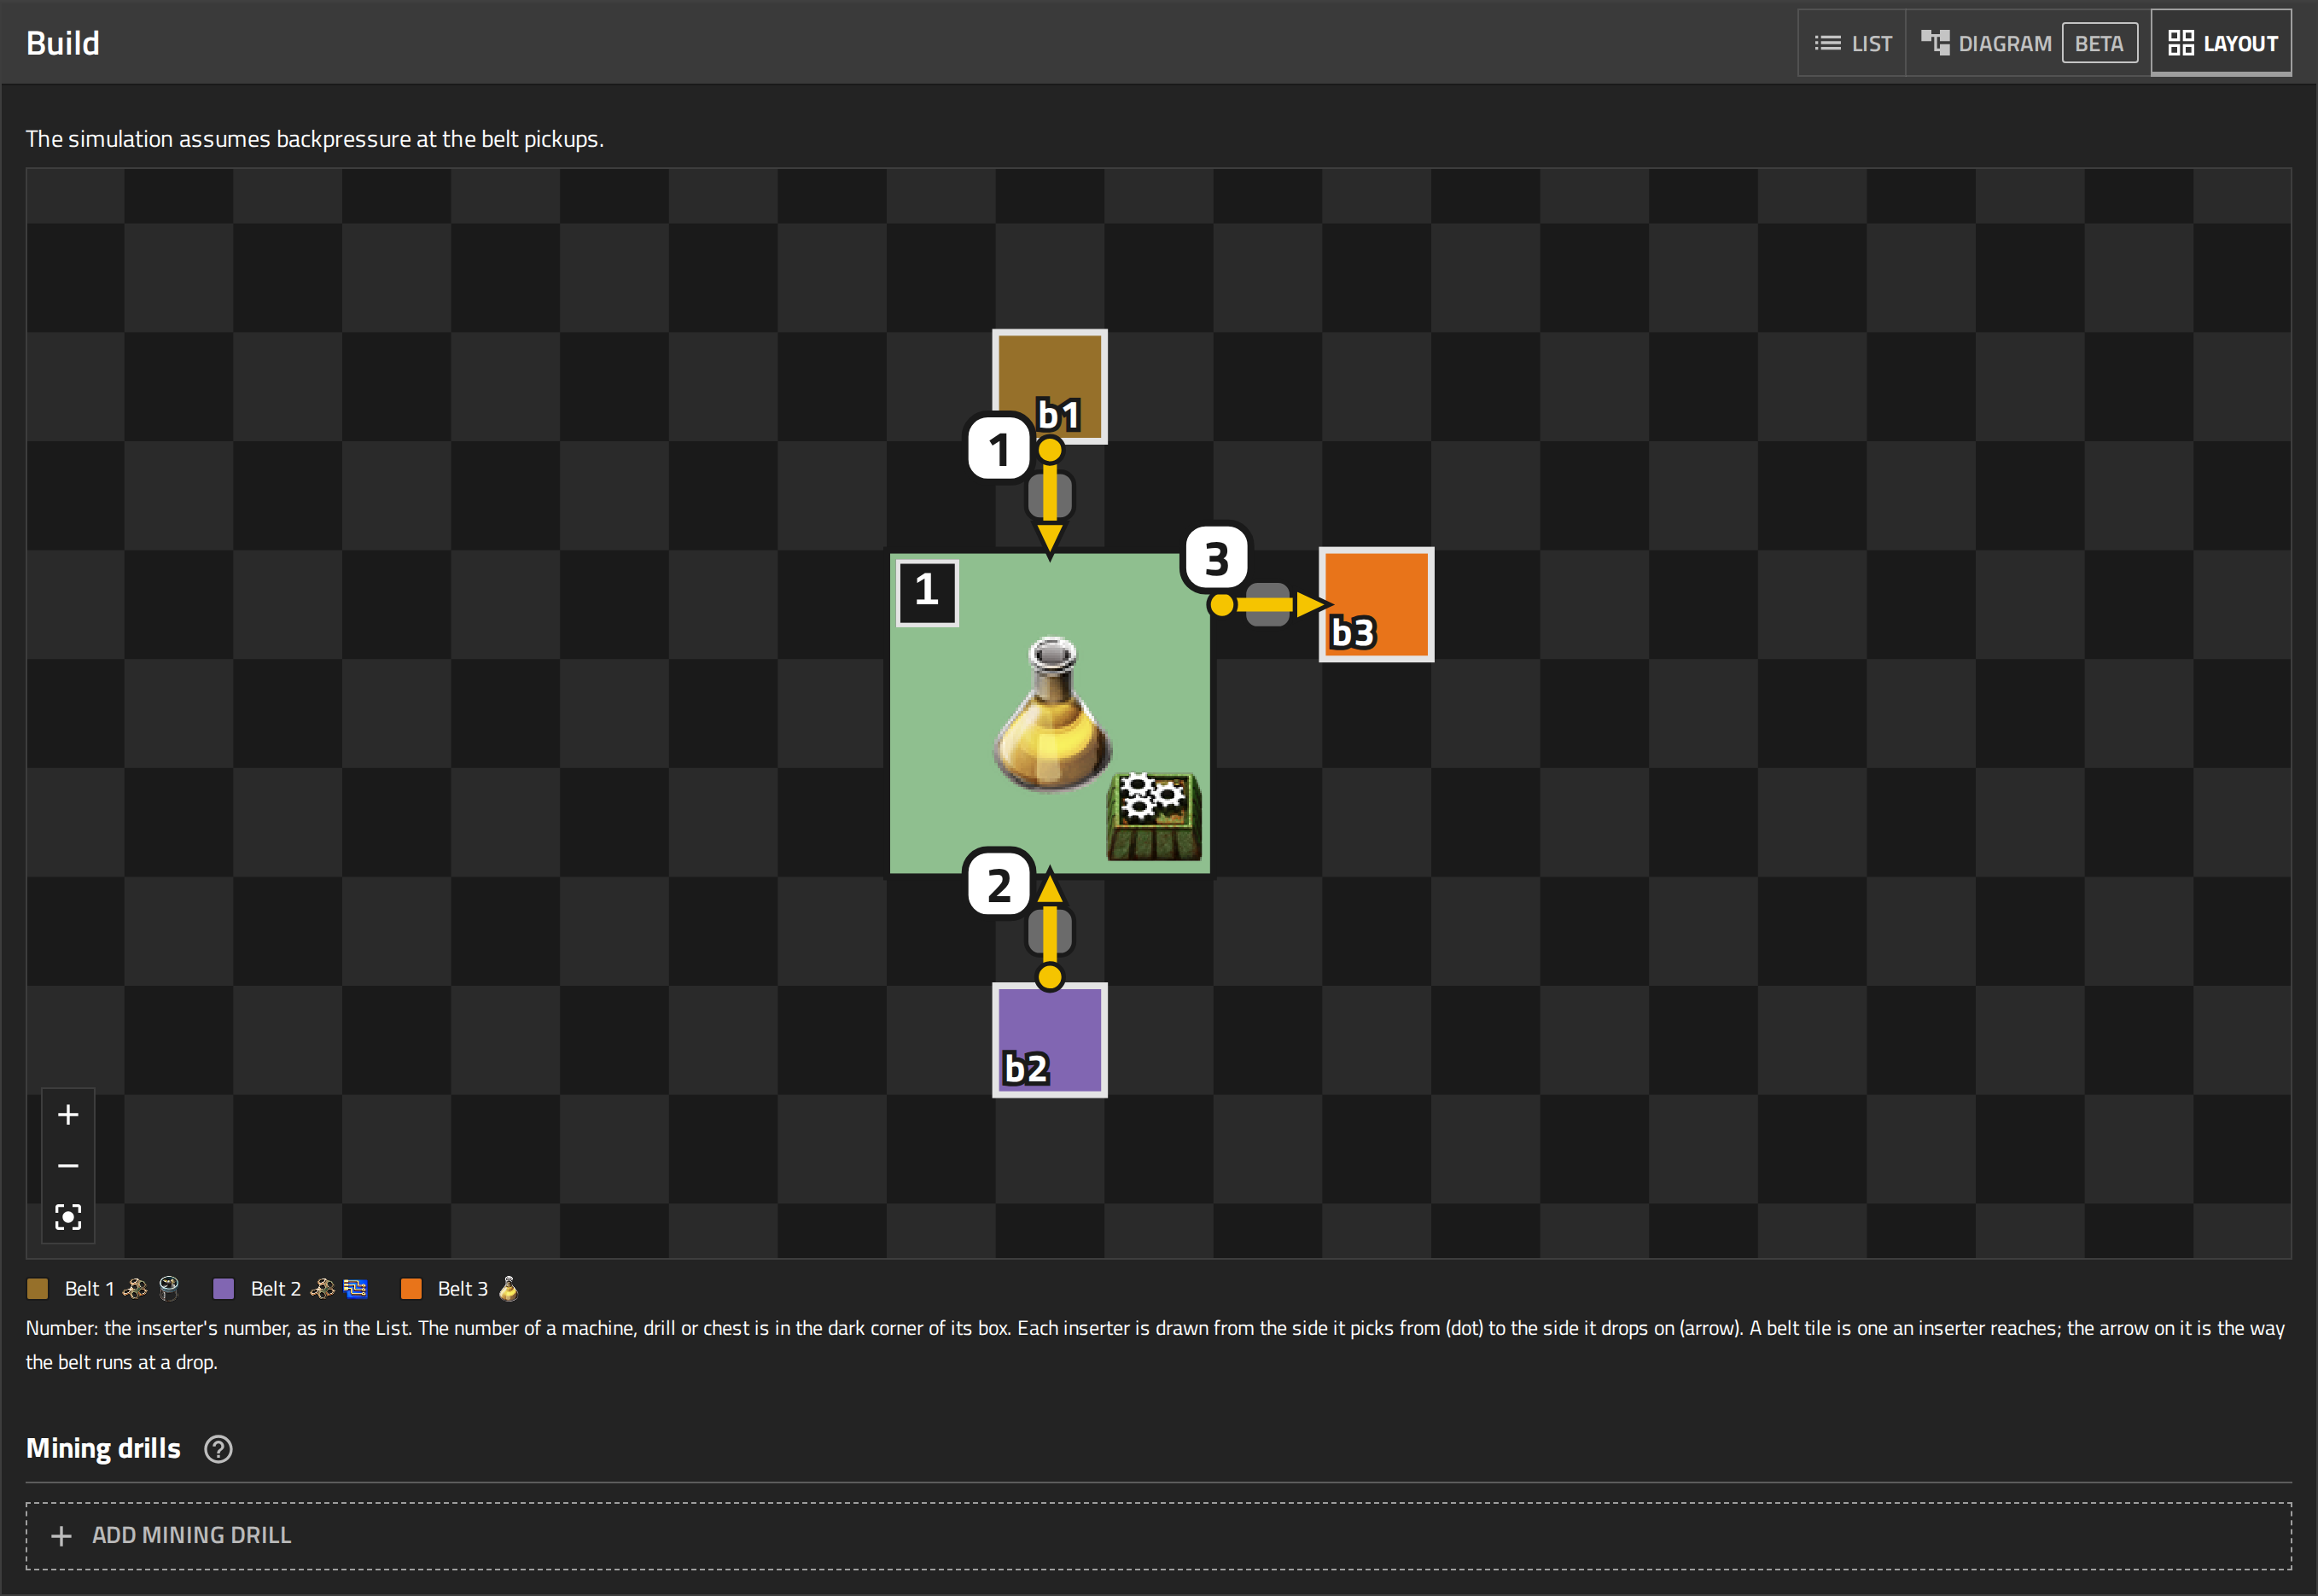 Build
LIST
DIAGRAM BETA
LAYOUT
The simulation assumes backpressure at the belt pickups.
b1
1
3
1
b3
2
b2
+
−
Belt 1
Belt 2
Belt 3
Number: the inserter's number, as in the List. The number of a machine, drill or chest is in the dark corner of its box. Each inserter is drawn from the side it picks from (dot) to the side it drops on (arrow). A belt tile is one an inserter reaches; the arrow on it is the way
the belt runs at a drop.
Mining drills ?
+ ADD MINING DRILL